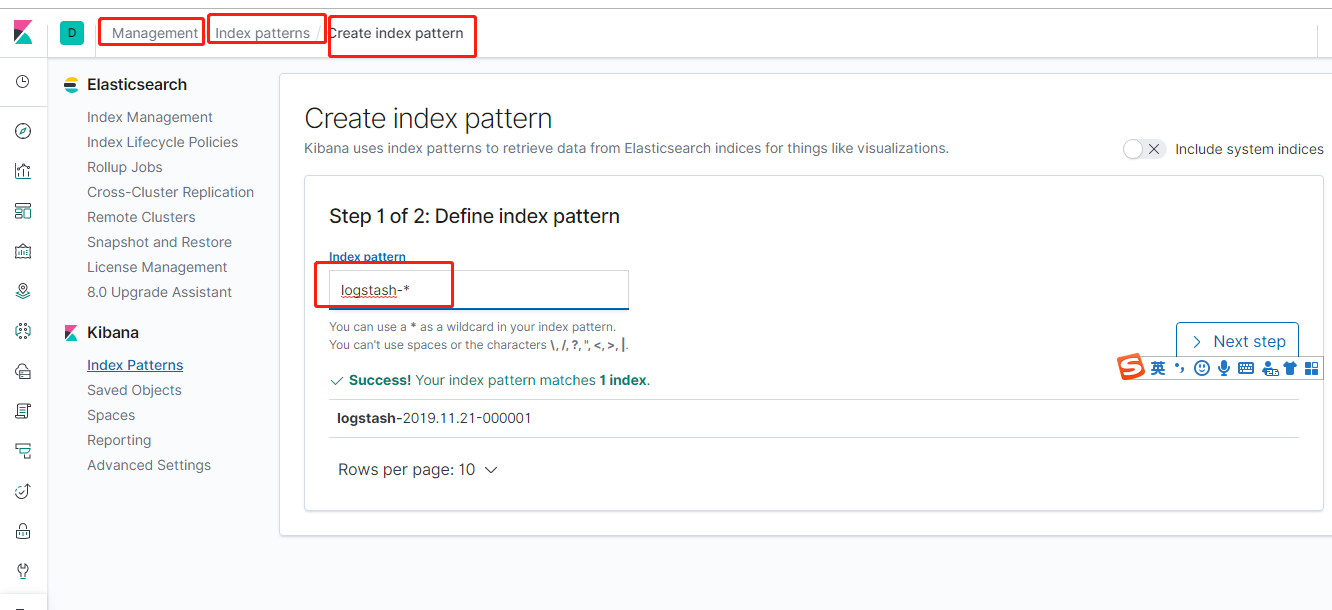 D Management Index patterns / Create index pattern
Elasticsearch
Index Management
Index Lifecycle Policies
Rollup Jobs
Cross-Cluster Replication
Remote Clusters
Snapshot and Restore
License Management
8.0 Upgrade Assistant
Kibana
Index Patterns
Saved Objects
Spaces
Reporting
Advanced Settings
Create index pattern
Kibana uses index patterns to retrieve data from Elasticsearch indices for things like visualizations.
Include system indices
Step 1 of 2: Define index pattern
Index pattern
logstash-*
You can use a * as a wildcard in your index pattern.
You can't use spaces or the characters \, /, ?, ", <, >, |.
Next step
S 英
Success! Your index pattern matches 1 index.
logstash-2019.11.21-000001
Rows per page: 10